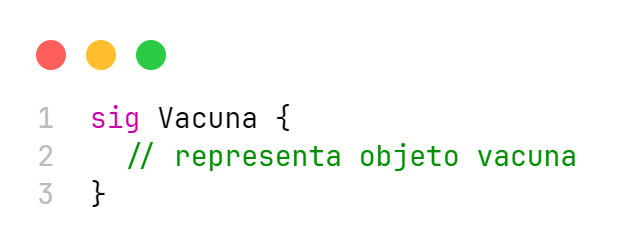 1 sig Vacuna {
2 // representa objeto vacuna
3 }